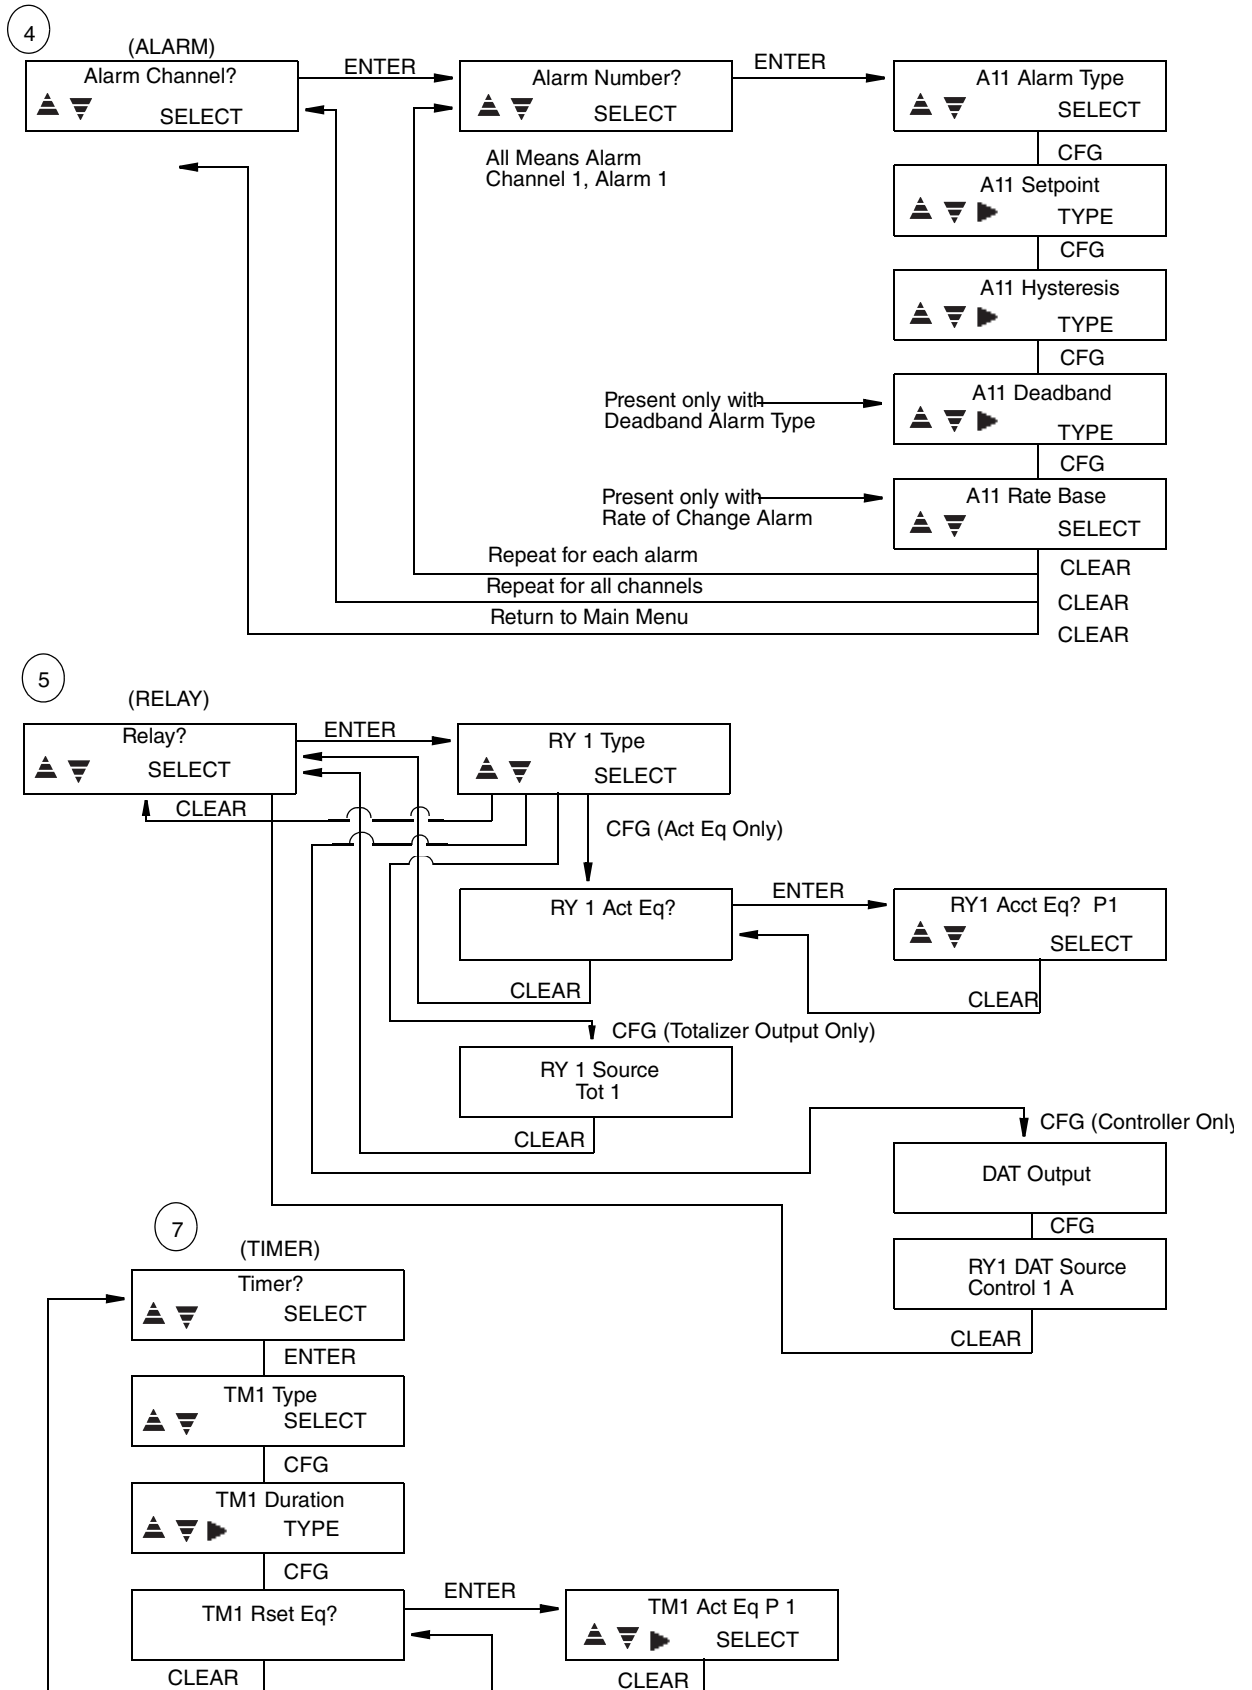 4
(ALARM)
Alarm Channel?
SELECT
ENTER
Alarm Number?
SELECT
ENTER
A11 Alarm Type
SELECT
All Means Alarm
Channel 1, Alarm 1
CFG
A11 Setpoint
TYPE
CFG
A11 Hysteresis
TYPE
CFG
Present only with
Deadband Alarm Type
A11 Deadband
TYPE
CFG
Present only with
Rate of Change Alarm
A11 Rate Base
SELECT
Repeat for each alarm
CLEAR
Repeat for all channels
CLEAR
Return to Main Menu
CLEAR
5
(RELAY)
Relay?
SELECT
ENTER
RY 1 Type
SELECT
CLEAR
CFG (Act Eq Only)
RY 1 Act Eq?
ENTER
RY1 Acct Eq? P1
SELECT
CLEAR
CLEAR
CFG (Totalizer Output Only)
RY 1 Source
Tot 1
CLEAR
CFG (Controller Only
DAT Output
CFG
RY1 DAT Source
Control 1 A
CLEAR
7
(TIMER)
Timer?
SELECT
ENTER
TM1 Type
SELECT
CFG
TM1 Duration
TYPE
CFG
TM1 Rset Eq?
ENTER
TM1 Act Eq P 1
SELECT
CLEAR
CLEAR